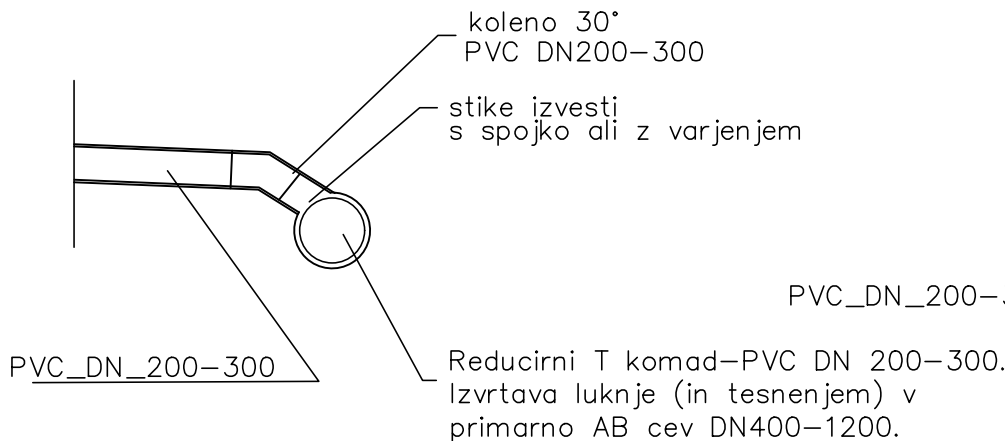 koleno 30°
PVC DN200-300
stike izvesti
s spojko ali z varjenjem
PVC_DN_200-
PVC_DN_200-300
Reducirni T komad-PVC DN 200-300.
Izvrtava luknje (in tesnenjem) v
primarno AB cev DN400-1200.